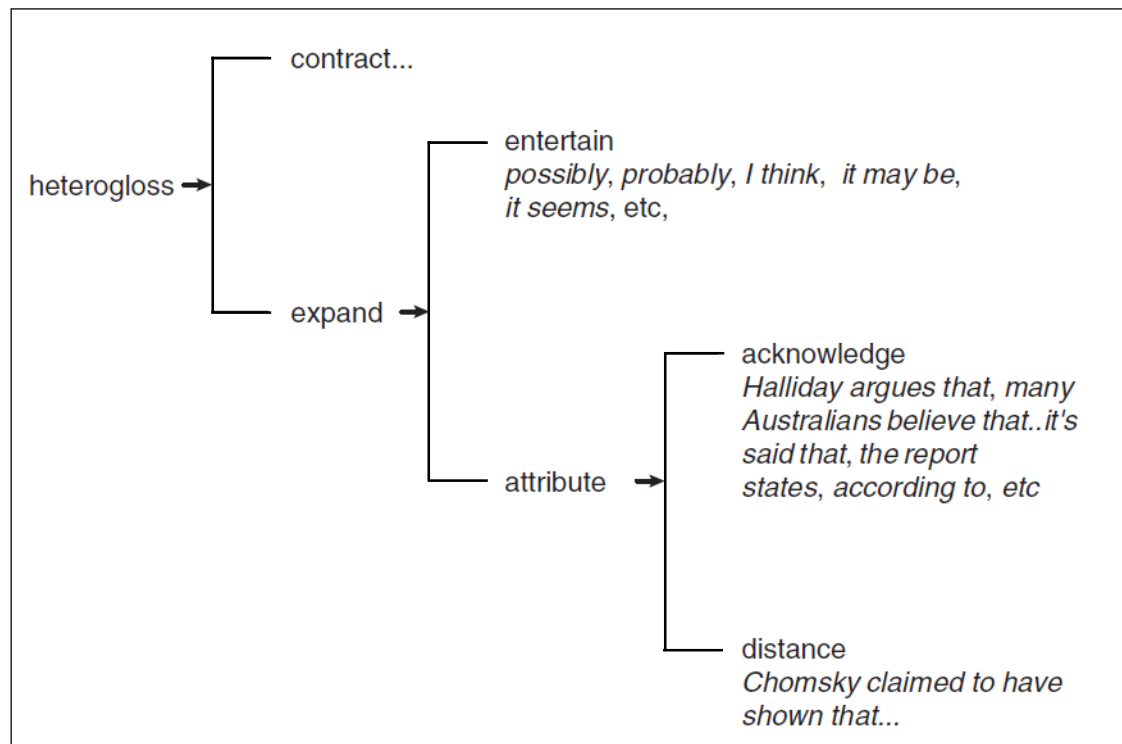 contract...
entertain
possibly, probably, I think, it may be,
it seems, etc,
heterogloss
expand
acknowledge
Halliday argues that, many
Australians believe that..it's
said that, the report
states, according to, etc
attribute
distance
Chomsky claimed to have
shown that...